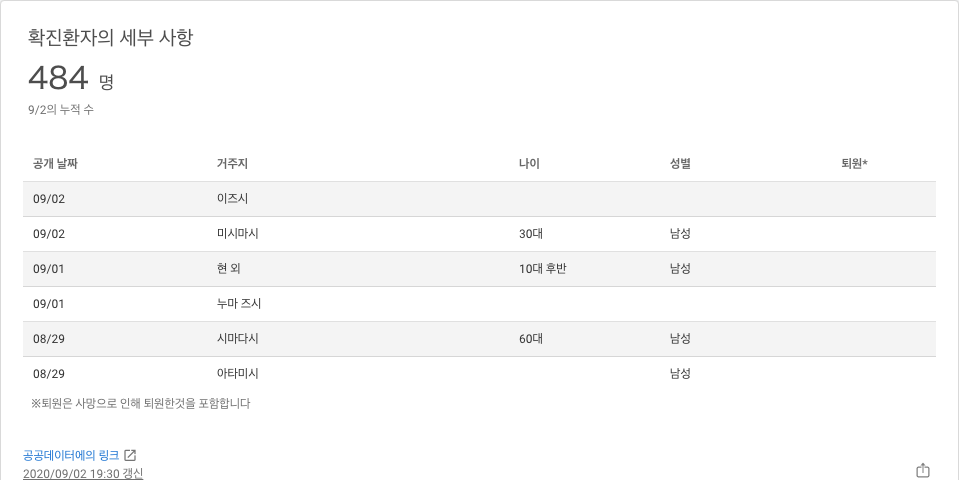 확진환자의 세부 사항
484 명
9/2의 누적 수
공개 날짜 거주지 나이 성별 퇴원*
09/02 이즈시
09/02 미시마시 30대 남성
09/01 현 외 10대 후반 남성
09/01 누마 즈시
08/29 시마다시 60대 남성
08/29 아타미시 남성
※퇴원은 사망으로 인해 퇴원한것을 포함합니다
공공데이터에의 링크
2020/09/02 19:30 갱신